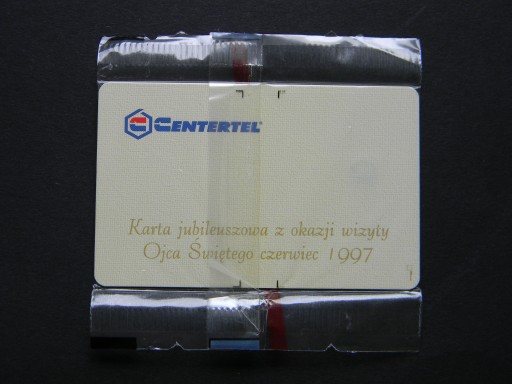 CENTERTEL
Karta jubileuszowa z okazji wizyty
Ojca Świętego czerwiec 1997